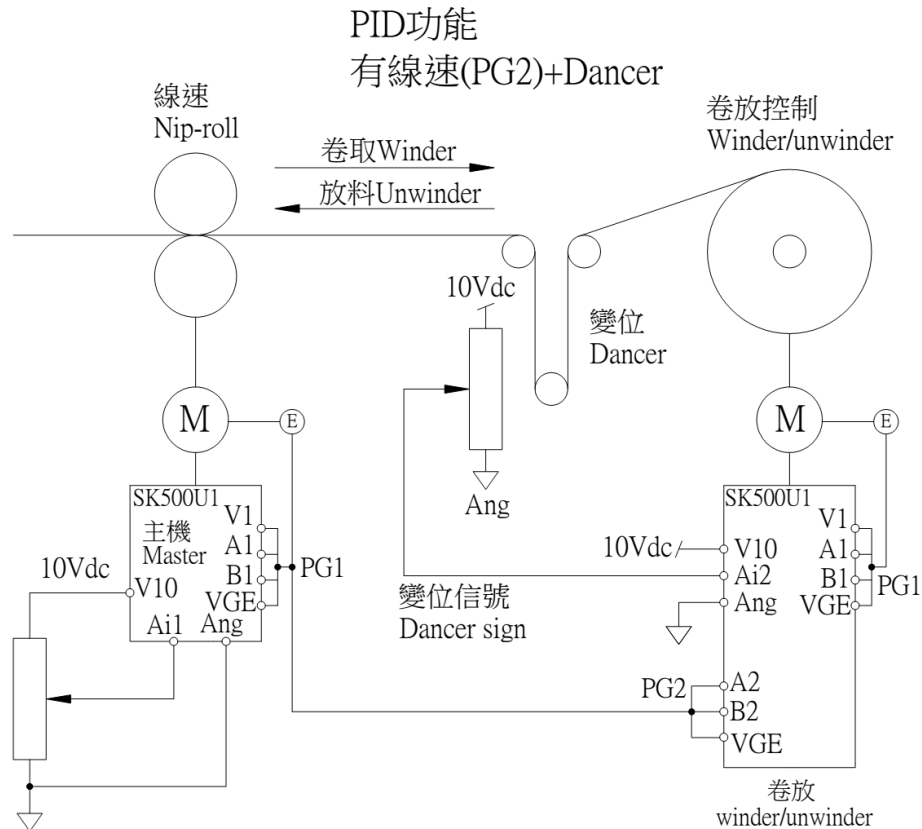 PID功能
有線速(PG2)+Dancer
線速
Nip-roll
卷取Winder
放料Unwinder
卷放控制
Winder/unwinder
10Vdc
變位
Dancer
Ang
M
E
M
E
SK500U1
主機
Master
V1
A1
B1
VGE
PG1
10Vdc
V10
Ai1
Ang
變位信號
Dancer sign
SK500U1
10Vdc
V10
Ai2
Ang
V1
A1
B1
VGE
PG1
PG2
A2
B2
VGE
卷放
winder/unwinder